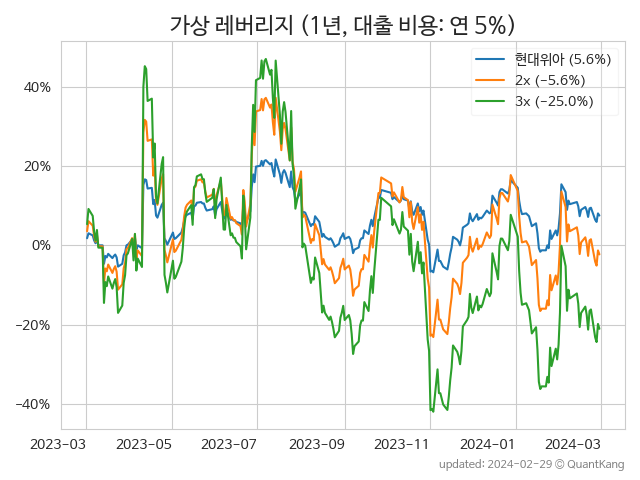 가상 레버리지 (1년, 대출 비용: 연 5%)
현대위아 (5.6%)
2x (−5.6%)
3x (−25.0%)
40%
20%
0%
−20%
−40%
2023-03 2023-05 2023-07 2023-09 2023-11 2024-01 2024-03
updated: 2024-02-29 ⓒ QuantKang